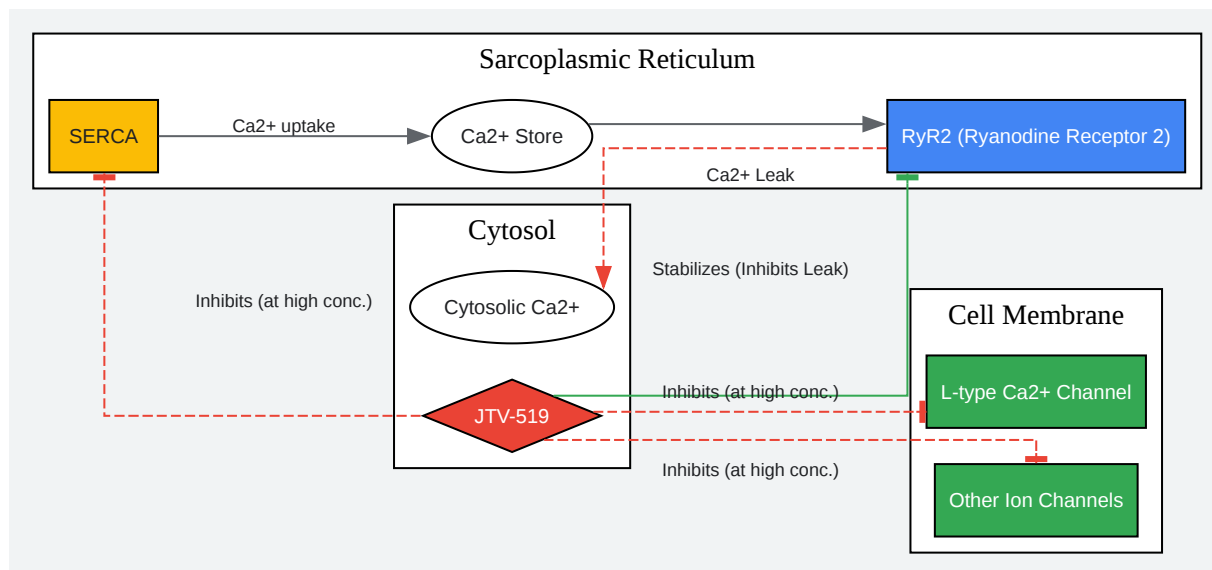 Sarcoplasmic Reticulum
SERCA
Ca2+ uptake
Ca2+ Store
RyR2 (Ryanodine Receptor 2)
Ca2+ Leak
Cytosol
Stabilizes (Inhibits Leak)
Inhibits (at high conc.)
Cytosolic Ca2+
Cell Membrane
Inhibits (at high conc.)
L-type Ca2+ Channel
JTV-519
Inhibits (at high conc.)
Other Ion Channels